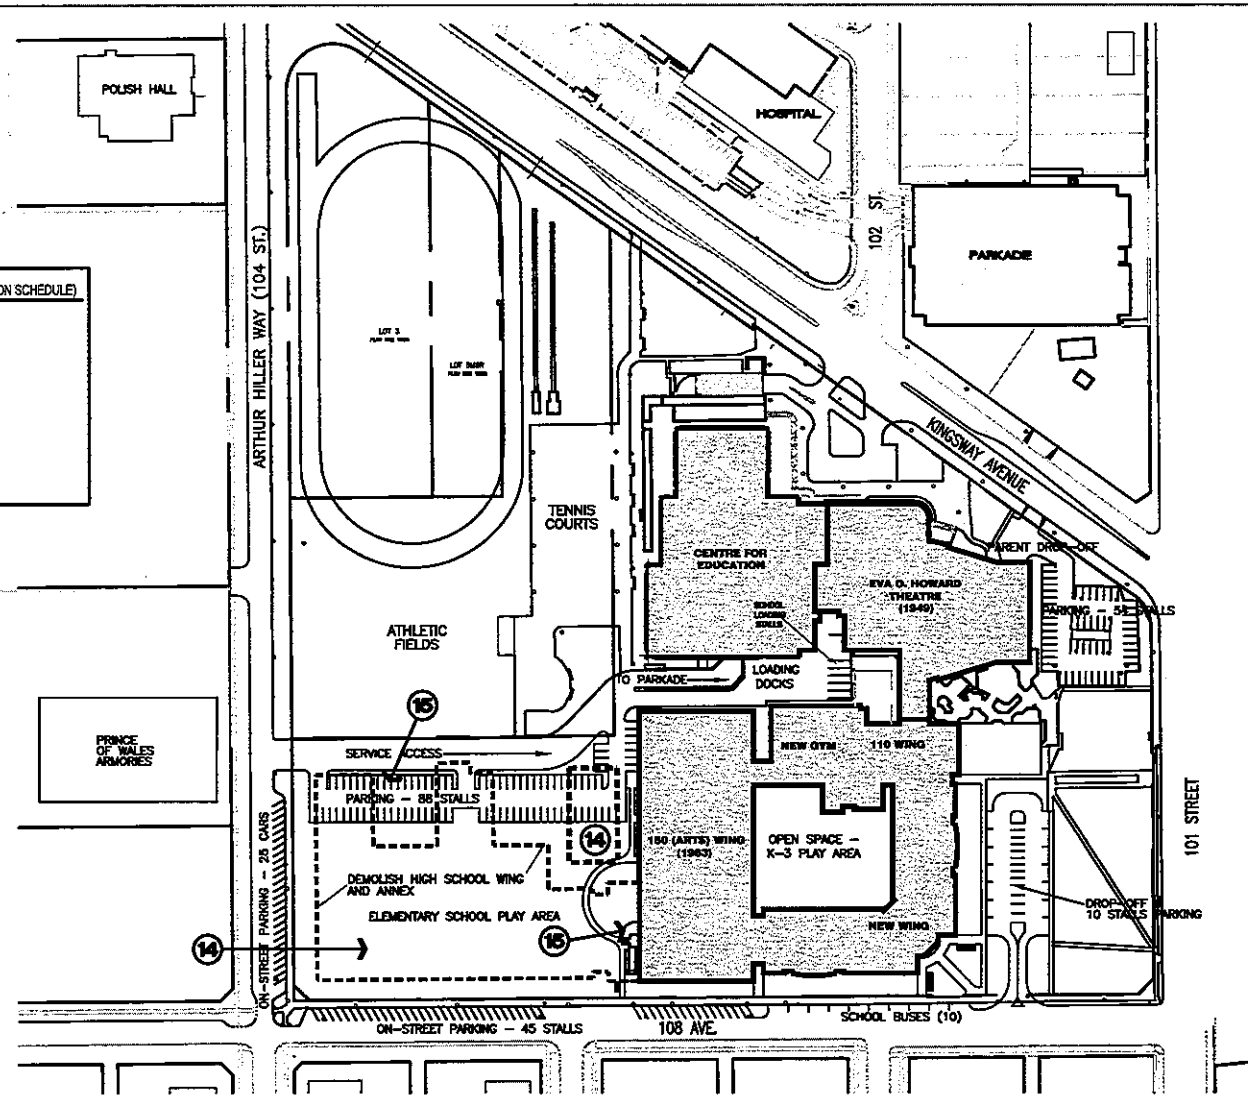 POLISH HALL
HOSPITAL
102 ST.
PARKADE
ON SCHEDULE)
ARTHUR HILLER WAY (104 ST.)
LOT 3
KINGSWAY AVENUE
TENNIS
COURTS
CENTRE FOR
EDUCATION
PARENT DROP-OFF
EVA O. HOWARD
THEATRE
(1949)
SCHOOL
LOADING
STALLS
ATHLETIC
FIELDS
TO PARKADE
LOADING
DOCKS
15
PRINCE
OF WALES
ARMORIES
SERVICE ACCESS
NEW GYM
110 WING
PARKING - 88 STALLS
101 STREET
14
150 (ARTS) WING
(1963)
OPEN SPACE -
K-3 PLAY AREA
ON-STREET PARKING - 25 CARS
DEMOLISH HIGH SCHOOL WING
AND ANNEX
ELEMENTARY SCHOOL PLAY AREA
DROP-OFF
10 STALLS PARKING
NEW WING
14
15
SCHOOL BUSES (10)
ON-STREET PARKING - 45 STALLS
108 AVE.